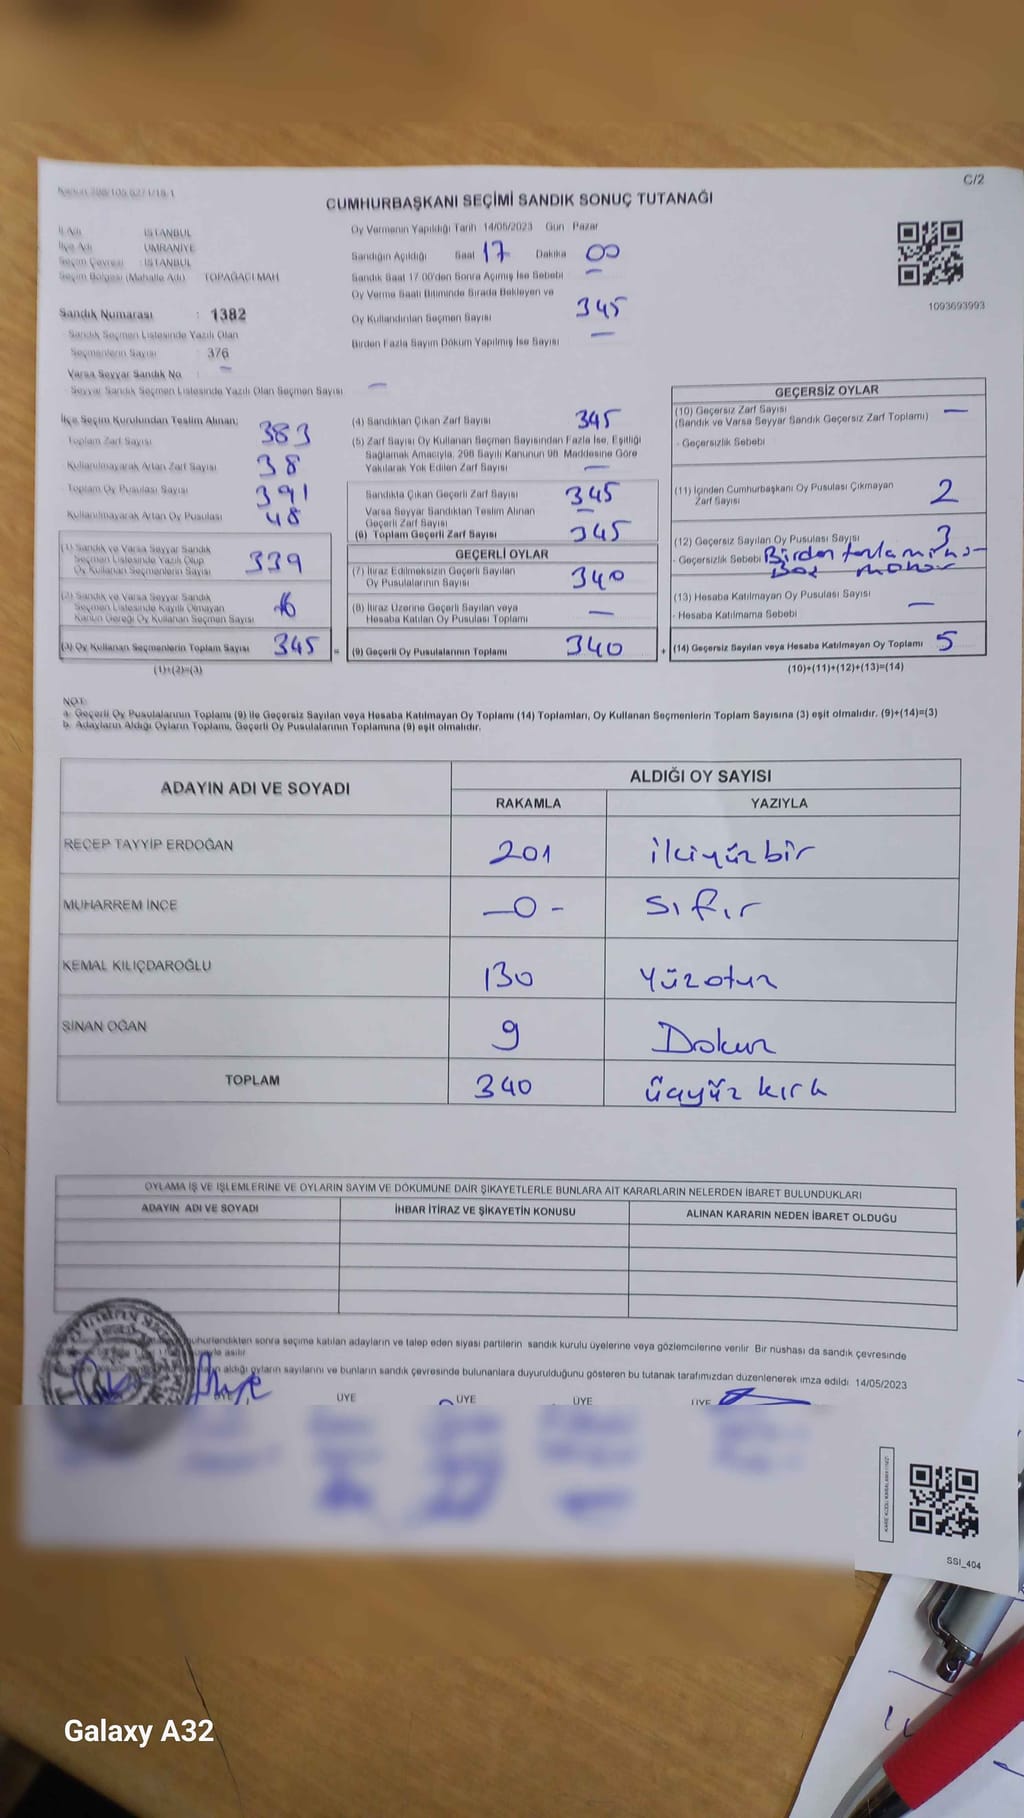 C/2
CUMHURBAŞKANI SEÇİMİ SANDIK SONUÇ TUTANAĞI
İl Adı : İSTANBUL
İlçe Adı : ÜMRANİYE
Seçim Çevresi : İSTANBUL
Seçim Bölgesi (Mahalle Adı) : TOPAĞACI MAH
Sandık Numarası : 1382
Sandık Seçmen Listesinde Yazılı Olan
Seçmenlerin Sayısı : 376
Varsa Seyyar Sandık No : -
Seyyar Sandık Seçmen Listesinde Yazılı Olan Seçmen Sayısı -
Oy Vermenin Yapıldığı Tarih 14/05/2023 Gün Pazar
Sandığın Açıldığı Saat 17 Dakika 00
Sandık Saat 17.00'den Sonra Açılmış İse Sebebi -
Oy Verme Saati Bitiminde Sırada Bekleyen ve
Oy Kullandırılan Seçmen Sayısı 345
Birden Fazla Sayım Döküm Yapılmış İse Sayısı -
1093693993
İlçe Seçim Kurulundan Teslim Alınan:
Toplam Zarf Sayısı 383
Kullanılmayarak Artan Zarf Sayısı 38
Toplam Oy Pusulası Sayısı 391
Kullanılmayarak Artan Oy Pusulası 48
(1) Sandık ve Varsa Seyyar Sandık
Seçmen Listesinde Yazılı Olup
Oy Kullanan Seçmenlerin Sayısı 339
(2) Sandık ve Varsa Seyyar Sandık
Seçmen Listesinde Kayıtlı Olmayan
Kanun Gereği Oy Kullanan Seçmen Sayısı 6
(3) Oy Kullanan Seçmenlerin Toplam Sayısı 345 =
(1)+(2)=(3)
(4) Sandıktan Çıkan Zarf Sayısı 345
(5) Zarf Sayısı Oy Kullanan Seçmen Sayısından Fazla İse, Eşitliği
Sağlamak Amacıyla, 298 Sayılı Kanunun 98. Maddesine Göre
Yakılarak Yok Edilen Zarf Sayısı -
Sandıkta Çıkan Geçerli Zarf Sayısı 345
Varsa Seyyar Sandıktan Teslim Alınan
Geçerli Zarf Sayısı -
(6) Toplam Geçerli Zarf Sayısı 345
GEÇERLİ OYLAR
(7) İtiraz Edilmeksizin Geçerli Sayılan
Oy Pusulalarının Sayısı 340
(8) İtiraz Üzerine Geçerli Sayılan veya
Hesaba Katılan Oy Pusulası Toplamı -
(9) Geçerli Oy Pusulalarının Toplamı 340 +
GEÇERSİZ OYLAR
(10) Geçersiz Zarf Sayısı -
(Sandık ve Varsa Seyyar Sandık Geçersiz Zarf Toplamı)
- Geçersizlik Sebebi
(11) İçinden Cumhurbaşkanı Oy Pusulası Çıkmayan
Zarf Sayısı 2
(12) Geçersiz Sayılan Oy Pusulası Sayısı 3
- Geçersizlik Sebebi Birden fazla
(13) Hesaba Katılmayan Oy Pusulası Sayısı -
- Hesaba Katılmama Sebebi
(14) Geçersiz Sayılan veya Hesaba Katılmayan Oy Toplamı 5
(10)+(11)+(12)+(13)=(14)
NOT:
a. Geçerli Oy Pusulalarının Toplamı (9) ile Geçersiz Sayılan veya Hesaba Katılmayan Oy Toplamı (14) Toplamları, Oy Kullanan Seçmenlerin Toplam Sayısına (3) eşit olmalıdır. (9)+(14)=(3)
b. Adayların Aldığı Oyların Toplamı, Geçerli Oy Pusulalarının Toplamına (9) eşit olmalıdır.
ADAYIN ADI VE SOYADI
ALDIĞI OY SAYISI
RAKAMLA YAZIYLA
RECEP TAYYİP ERDOĞAN 201 ikiyüzbir
MUHARREM İNCE -0- sıfır
KEMAL KILIÇDAROĞLU 130 Yüzotuz
SİNAN OĞAN 9 Dokuz
TOPLAM 340 üçyüz kırk
OYLAMA İŞ VE İŞLEMLERİNE VE OYLARIN SAYIM VE DÖKÜMÜNE DAİR ŞİKAYETLERLE BUNLARA AİT KARARLARIN NELERDEN İBARET BULUNDUKLARI
ADAYIN ADI VE SOYADI İHBAR İTİRAZ VE ŞİKAYETİN KONUSU ALINAN KARARIN NEDEN İBARET OLDUĞU
mühürlendikten sonra seçime katılan adayların ve talep eden siyasi partilerin sandık kurulu üyelerine veya gözlemcilerine verilir. Bir nushası da sandık çevresinde
asılır.
aldığı oyların sayılarını ve bunların sandık çevresinde bulunanlara duyurulduğunu gösteren bu tutanak tarafımızdan düzenlenerek imza edildi. 14/05/2023
ÜYE ÜYE ÜYE ÜYE ÜYE
SSI_404
Galaxy A32